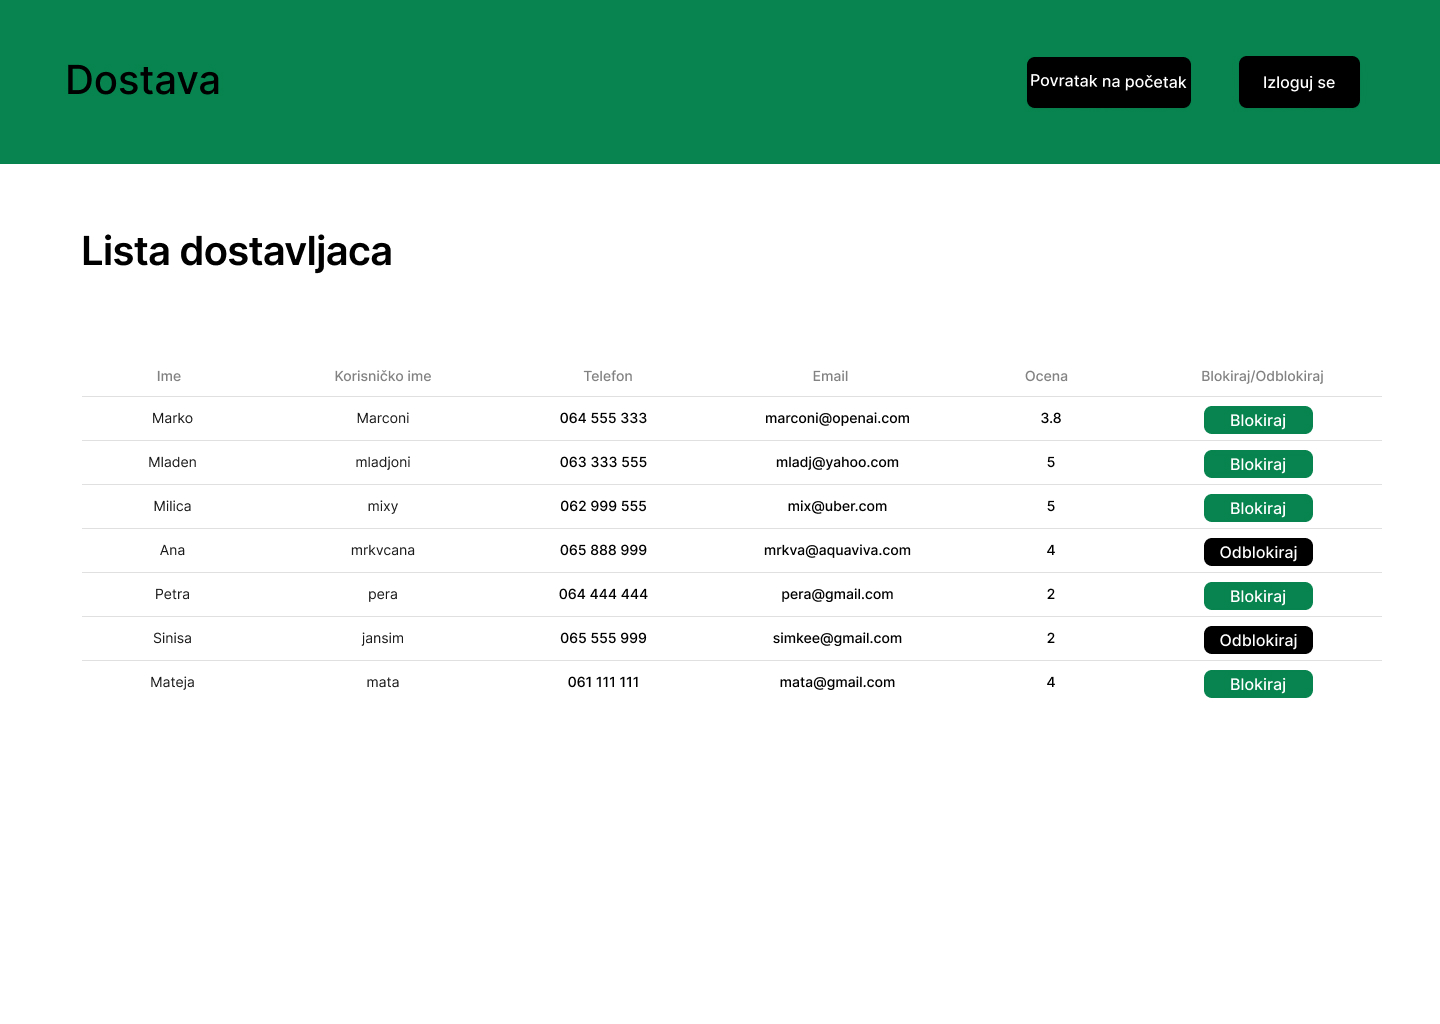 Dostava
Povratak na početak
Izloguj se
Lista dostavljaca
Ime Korisničko ime Telefon Email Ocena Blokiraj/Odblokiraj
Marko Marconi 064 555 333 marconi@openai.com 3.8 Blokiraj
Mladen mladjoni 063 333 555 mladj@yahoo.com 5 Blokiraj
Milica mixy 062 999 555 mix@uber.com 5 Blokiraj
Ana mrkvcana 065 888 999 mrkva@aquaviva.com 4 Odblokiraj
Petra pera 064 444 444 pera@gmail.com 2 Blokiraj
Sinisa jansim 065 555 999 simkee@gmail.com 2 Odblokiraj
Mateja mata 061 111 111 mata@gmail.com 4 Blokiraj